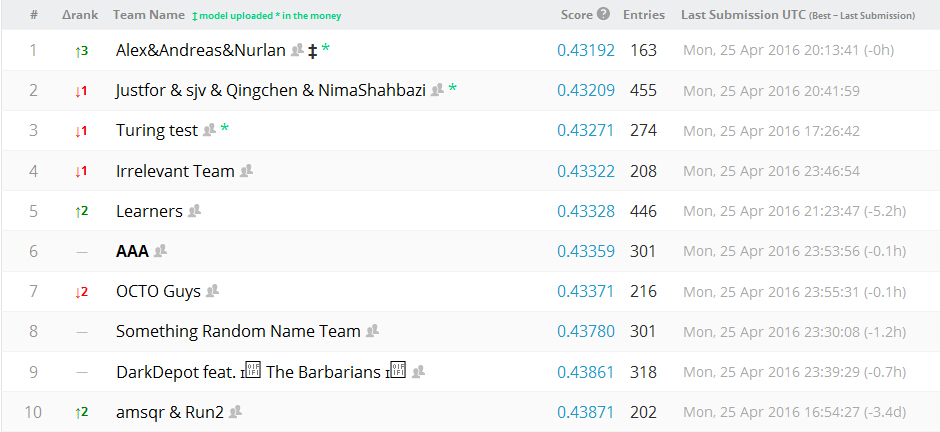 # Δrank Team Name ‡ model uploaded * in the money Score ? Entries Last Submission UTC (Best − Last Submission)
1 ↑3 Alex&Andreas&Nurlan ‡ * 0.43192 163 Mon, 25 Apr 2016 20:13:41 (-0h)
2 ↓1 Justfor & sjv & Qingchen & NimaShahbazi * 0.43209 455 Mon, 25 Apr 2016 20:41:59
3 ↓1 Turing test * 0.43271 274 Mon, 25 Apr 2016 17:26:42
4 ↓1 Irrelevant Team 0.43322 208 Mon, 25 Apr 2016 23:46:54
5 ↑2 Learners 0.43328 446 Mon, 25 Apr 2016 21:23:47 (-5.2h)
6 — AAA 0.43359 301 Mon, 25 Apr 2016 23:53:56 (-0.1h)
7 ↓2 OCTO Guys 0.43371 216 Mon, 25 Apr 2016 23:55:31 (-0.1h)
8 — Something Random Name Team 0.43780 301 Mon, 25 Apr 2016 23:30:08 (-1.2h)
9 — DarkDepot feat. The Barbarians 0.43861 318 Mon, 25 Apr 2016 23:39:29 (-0.7h)
10 ↑2 amsqr & Run2 0.43871 202 Mon, 25 Apr 2016 16:54:27 (-3.4d)